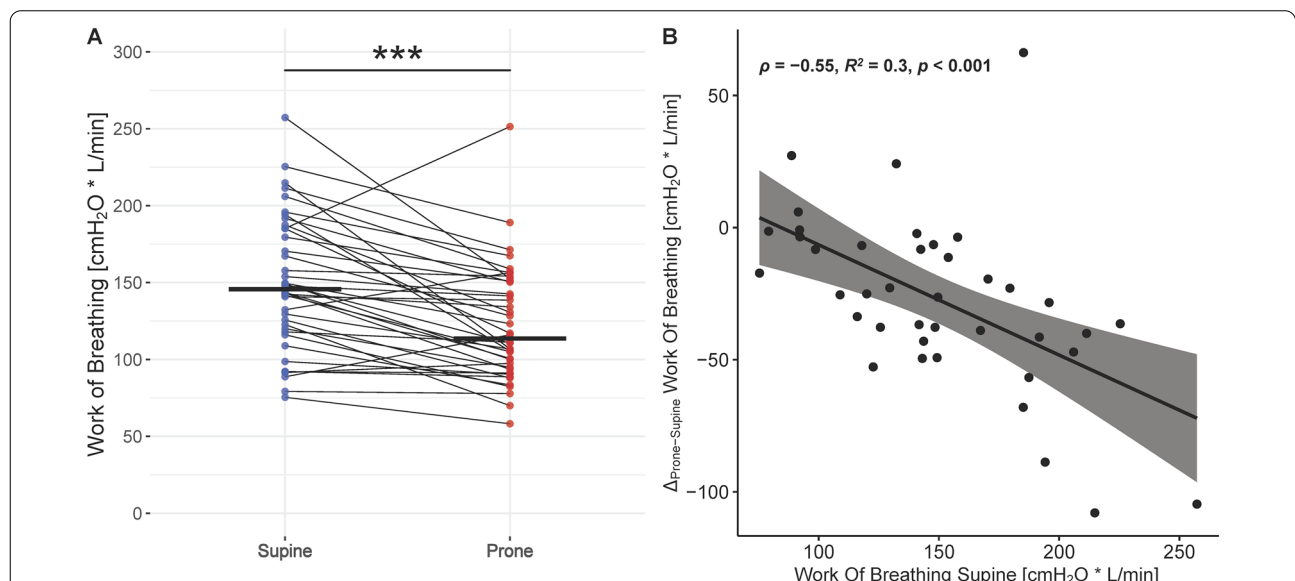 A
***
Work of Breathing [cmH₂O * L/min]
300
250
200
150
100
50
0
Supine
Prone
B
ρ = −0.55, R² = 0.3, p < 0.001
Δ Prone−Supine Work Of Breathing [cmH₂O * L/min]
50
0
−50
−100
100
150
200
250
Work Of Breathing Supine [cmH₂O * L/min]